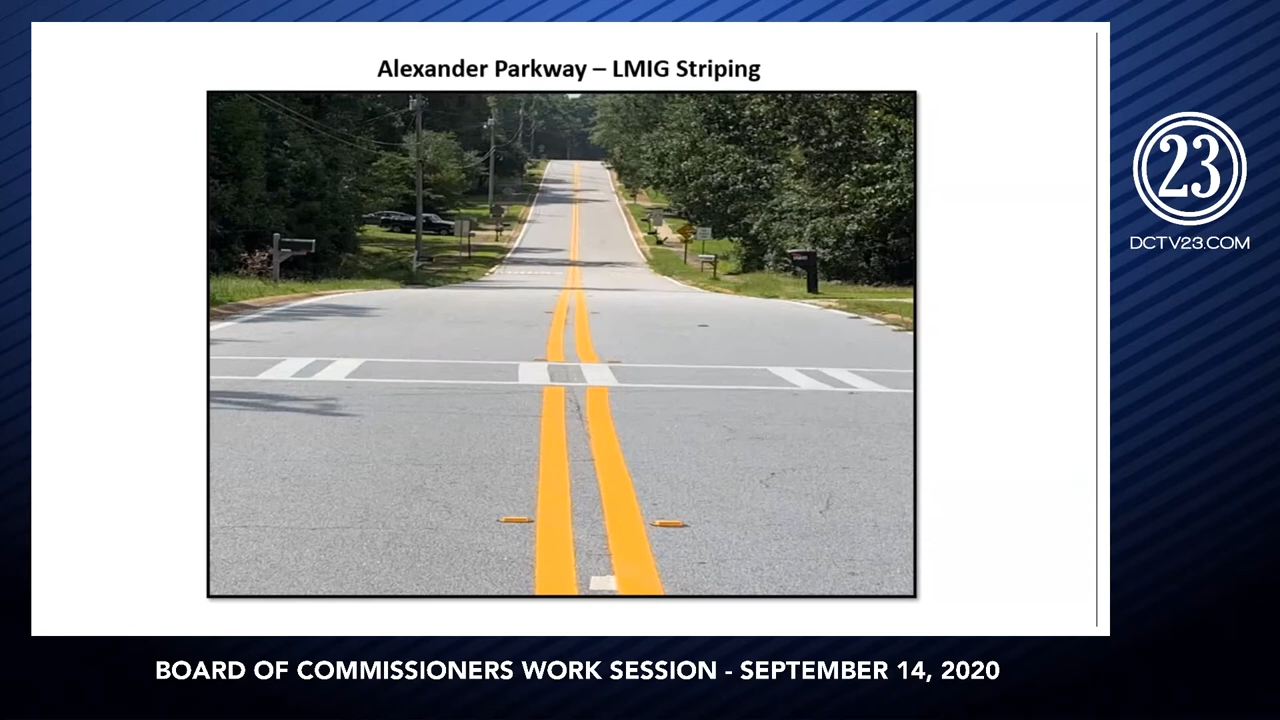 Alexander Parkway – LMIG Striping
23
DCTV23.COM
BOARD OF COMMISSIONERS WORK SESSION - SEPTEMBER 14, 2020